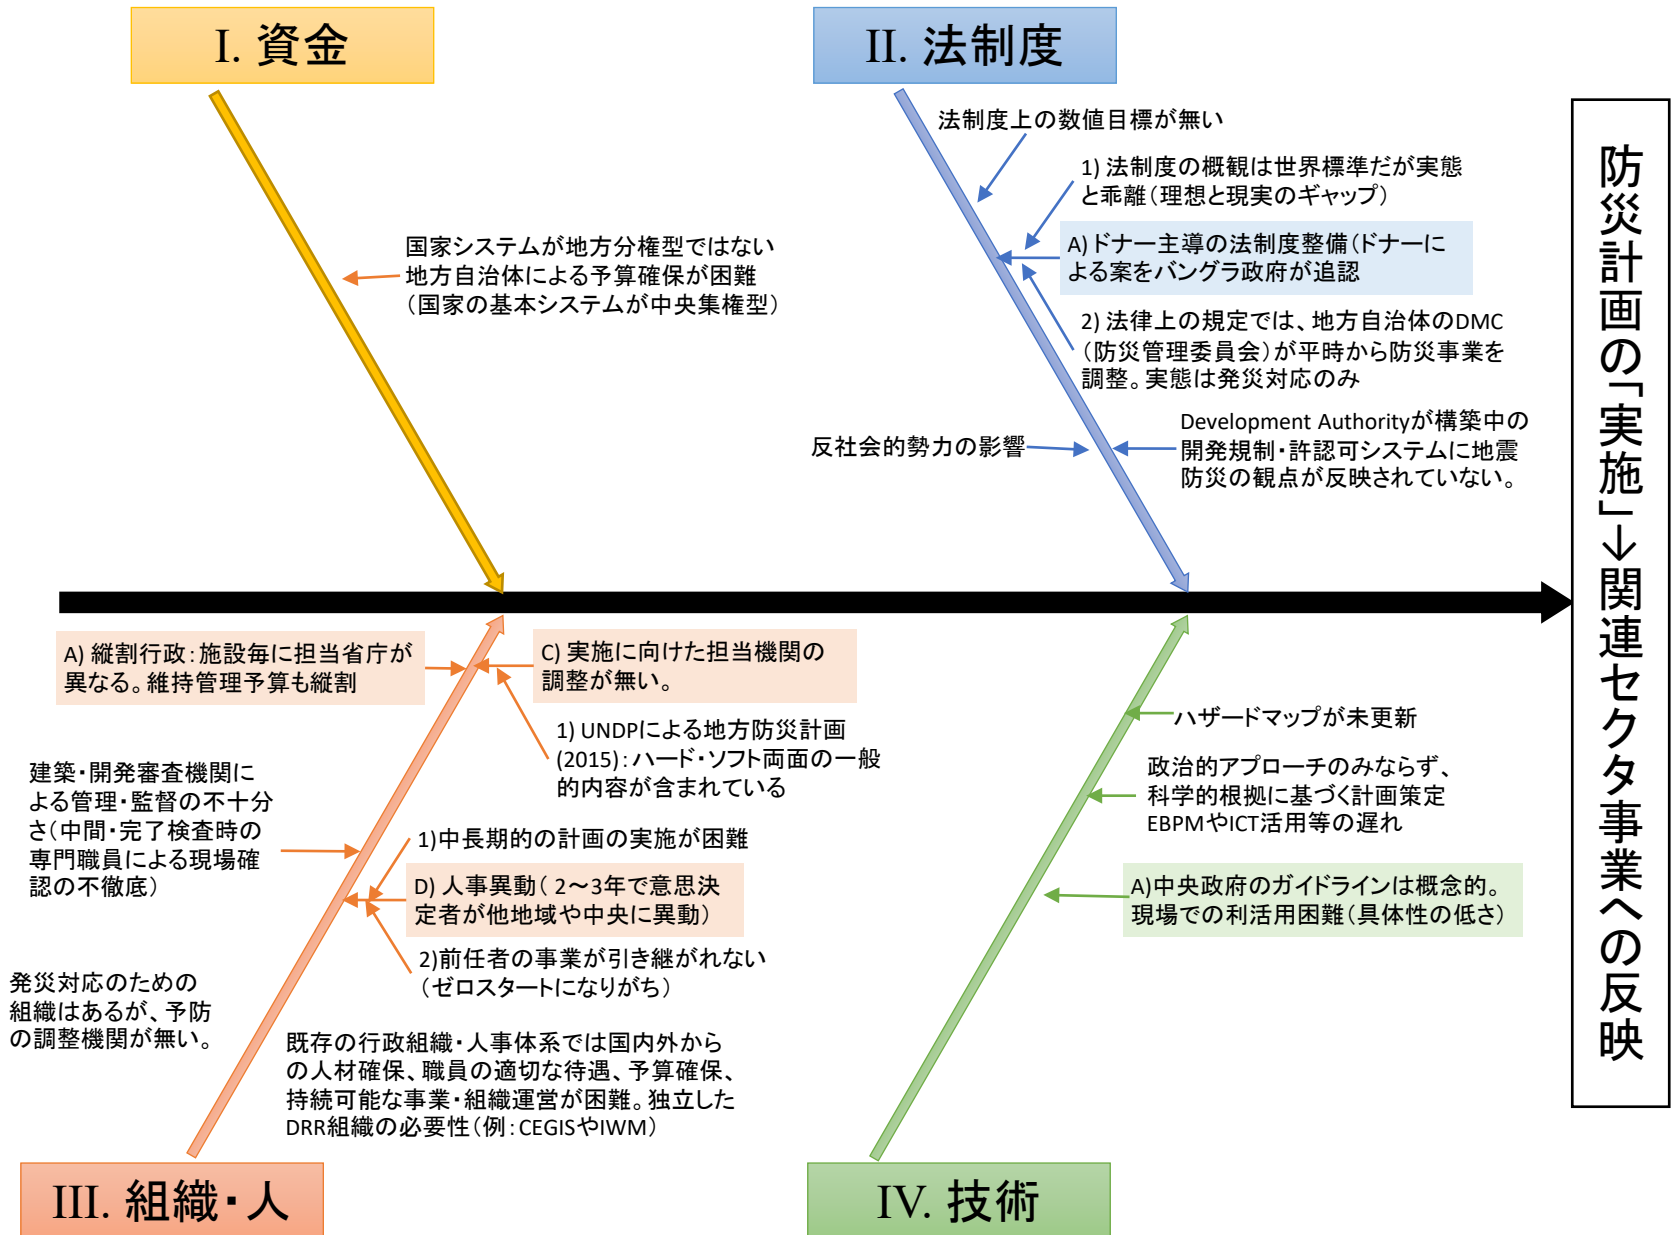 I. 資金
II. 法制度
法制度上の数値目標が無い
1) 法制度の概観は世界標準だが実態
と乖離（理想と現実のギャップ）
A) ドナー主導の法制度整備（ドナーに
よる案をバングラ政府が追認
2) 法律上の規定では、地方自治体のDMC
（防災管理委員会）が平時から防災事業を
調整。実態は発災対応のみ
反社会的勢力の影響
Development Authorityが構築中の
開発規制・許認可システムに地震
防災の観点が反映されていない。
国家システムが地方分権型ではない
地方自治体による予算確保が困難
（国家の基本システムが中央集権型）
防災計画の「実施」→関連セクタ事業への反映
A) 縦割行政：施設毎に担当省庁が
異なる。維持管理予算も縦割
C) 実施に向けた担当機関の
調整が無い。
1) UNDPによる地方防災計画
(2015)：ハード・ソフト両面の一般
的内容が含まれている
建築・開発審査機関に
よる管理・監督の不十分
さ（中間・完了検査時の
専門職員による現場確
認の不徹底）
1)中長期的の計画の実施が困難
D) 人事異動（ 2～3年で意思決
定者が他地域や中央に異動）
2)前任者の事業が引き継がれない
（ゼロスタートになりがち）
発災対応のための
組織はあるが、予防
の調整機関が無い。
既存の行政組織・人事体系では国内外から
の人材確保、職員の適切な待遇、予算確保、
持続可能な事業・組織運営が困難。独立した
DRR組織の必要性（例：CEGISやIWM）
ハザードマップが未更新
政治的アプローチのみならず、
科学的根拠に基づく計画策定
EBPMやICT活用等の遅れ
A)中央政府のガイドラインは概念的。
現場での利活用困難（具体性の低さ）
III. 組織・人
IV. 技術